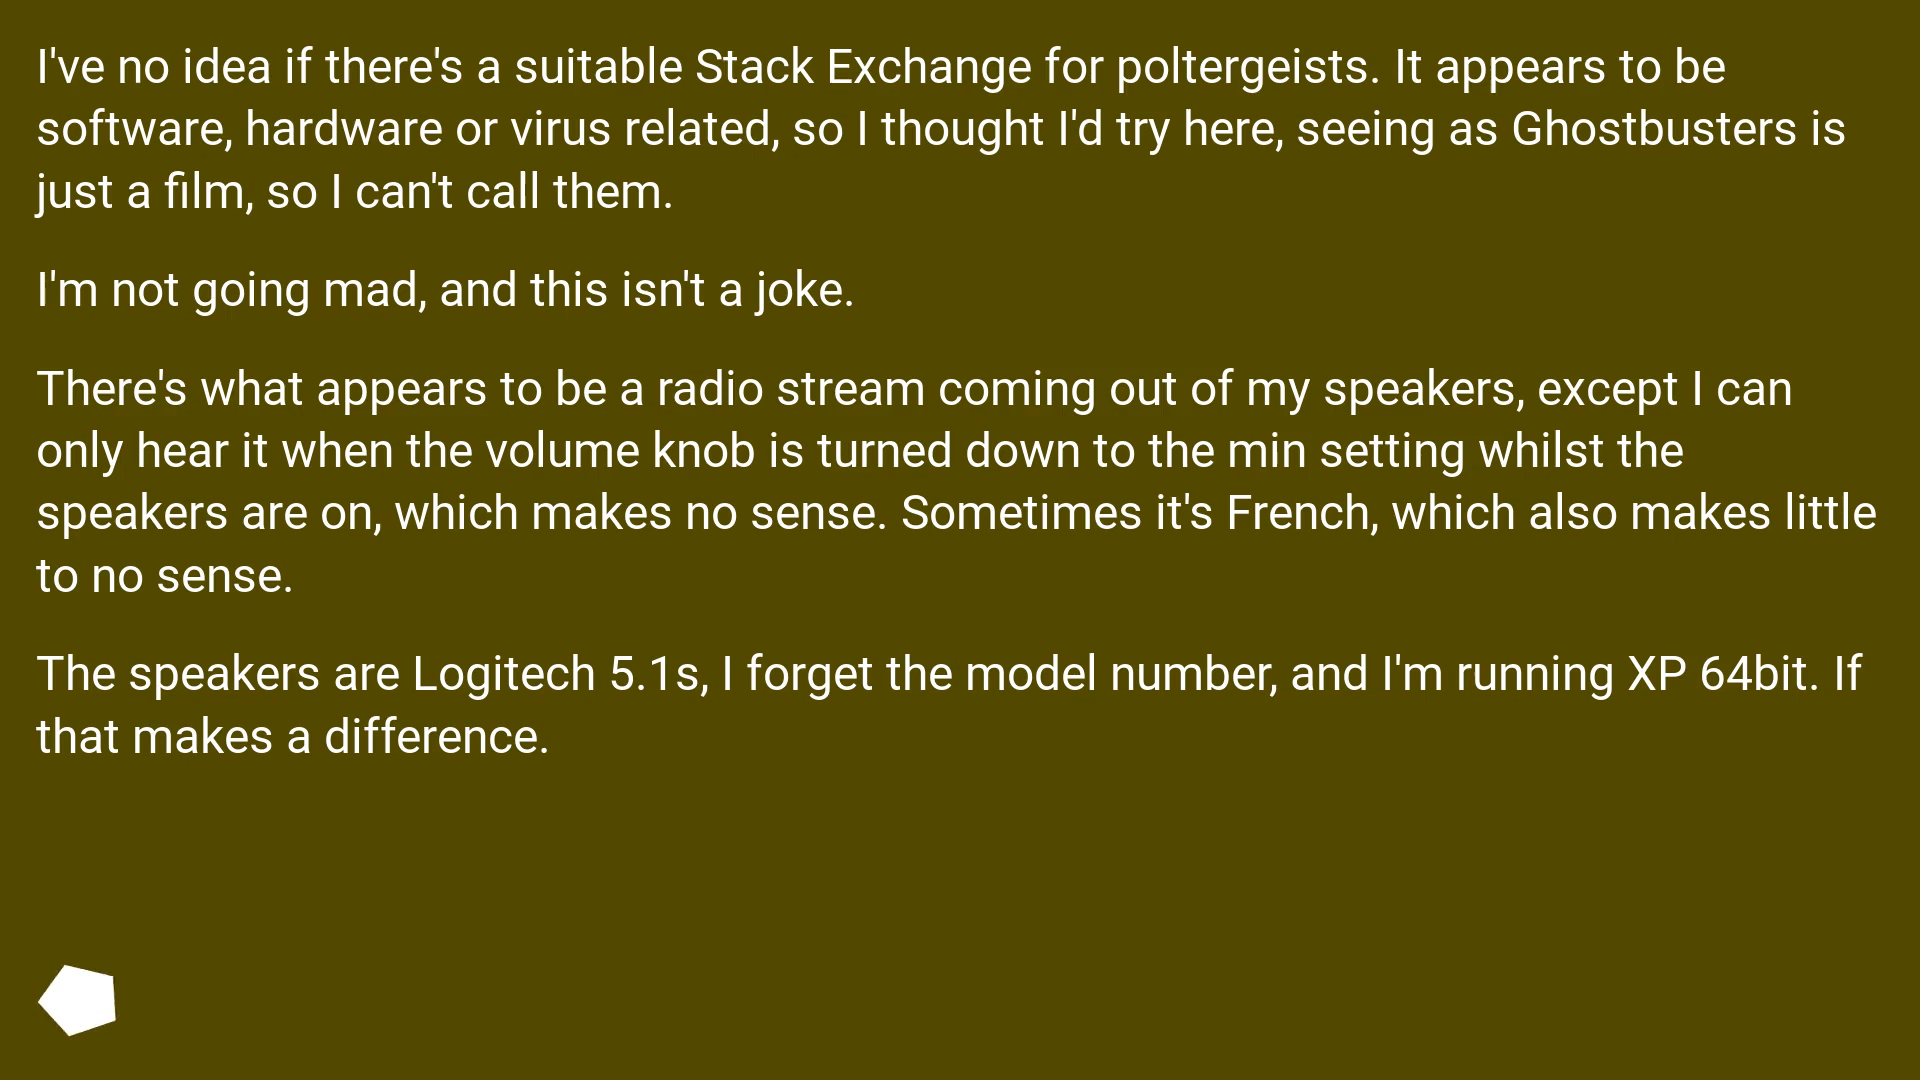 I've no idea if there's a suitable Stack Exchange for poltergeists. It appears to be
software, hardware or virus related, so I thought I'd try here, seeing as Ghostbusters is
just a film, so I can't call them.
I'm not going mad, and this isn't a joke.
There's what appears to be a radio stream coming out of my speakers, except I can
only hear it when the volume knob is turned down to the min setting whilst the
speakers are on, which makes no sense. Sometimes it's French, which also makes little
to no sense.
The speakers are Logitech 5.1s, I forget the model number, and I'm running XP 64bit. If
that makes a difference.